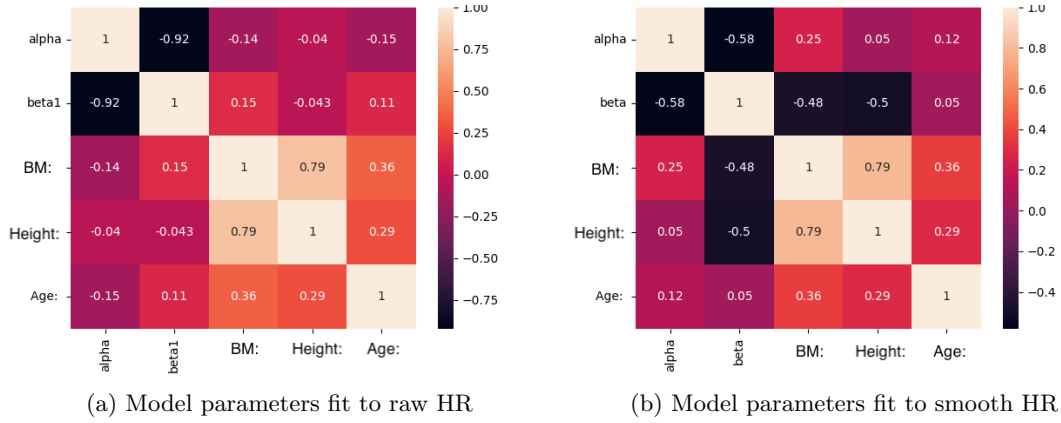 alpha 1 -0.92 -0.14 -0.04 -0.15
beta1 -0.92 1 0.15 -0.043 0.11
BM: -0.14 0.15 1 0.79 0.36
Height: -0.04 -0.043 0.79 1 0.29
Age: -0.15 0.11 0.36 0.29 1
alpha beta1 BM: Height: Age:
1.00
0.75
0.50
0.25
0.00
−0.25
−0.50
−0.75
(a) Model parameters fit to raw HR
alpha 1 -0.58 0.25 0.05 0.12
beta -0.58 1 -0.48 -0.5 0.05
BM: 0.25 -0.48 1 0.79 0.36
Height: 0.05 -0.5 0.79 1 0.29
Age: 0.12 0.05 0.36 0.29 1
alpha beta BM: Height: Age:
1.0
0.8
0.6
0.4
0.2
0.0
−0.2
−0.4
(b) Model parameters fit to smooth HR